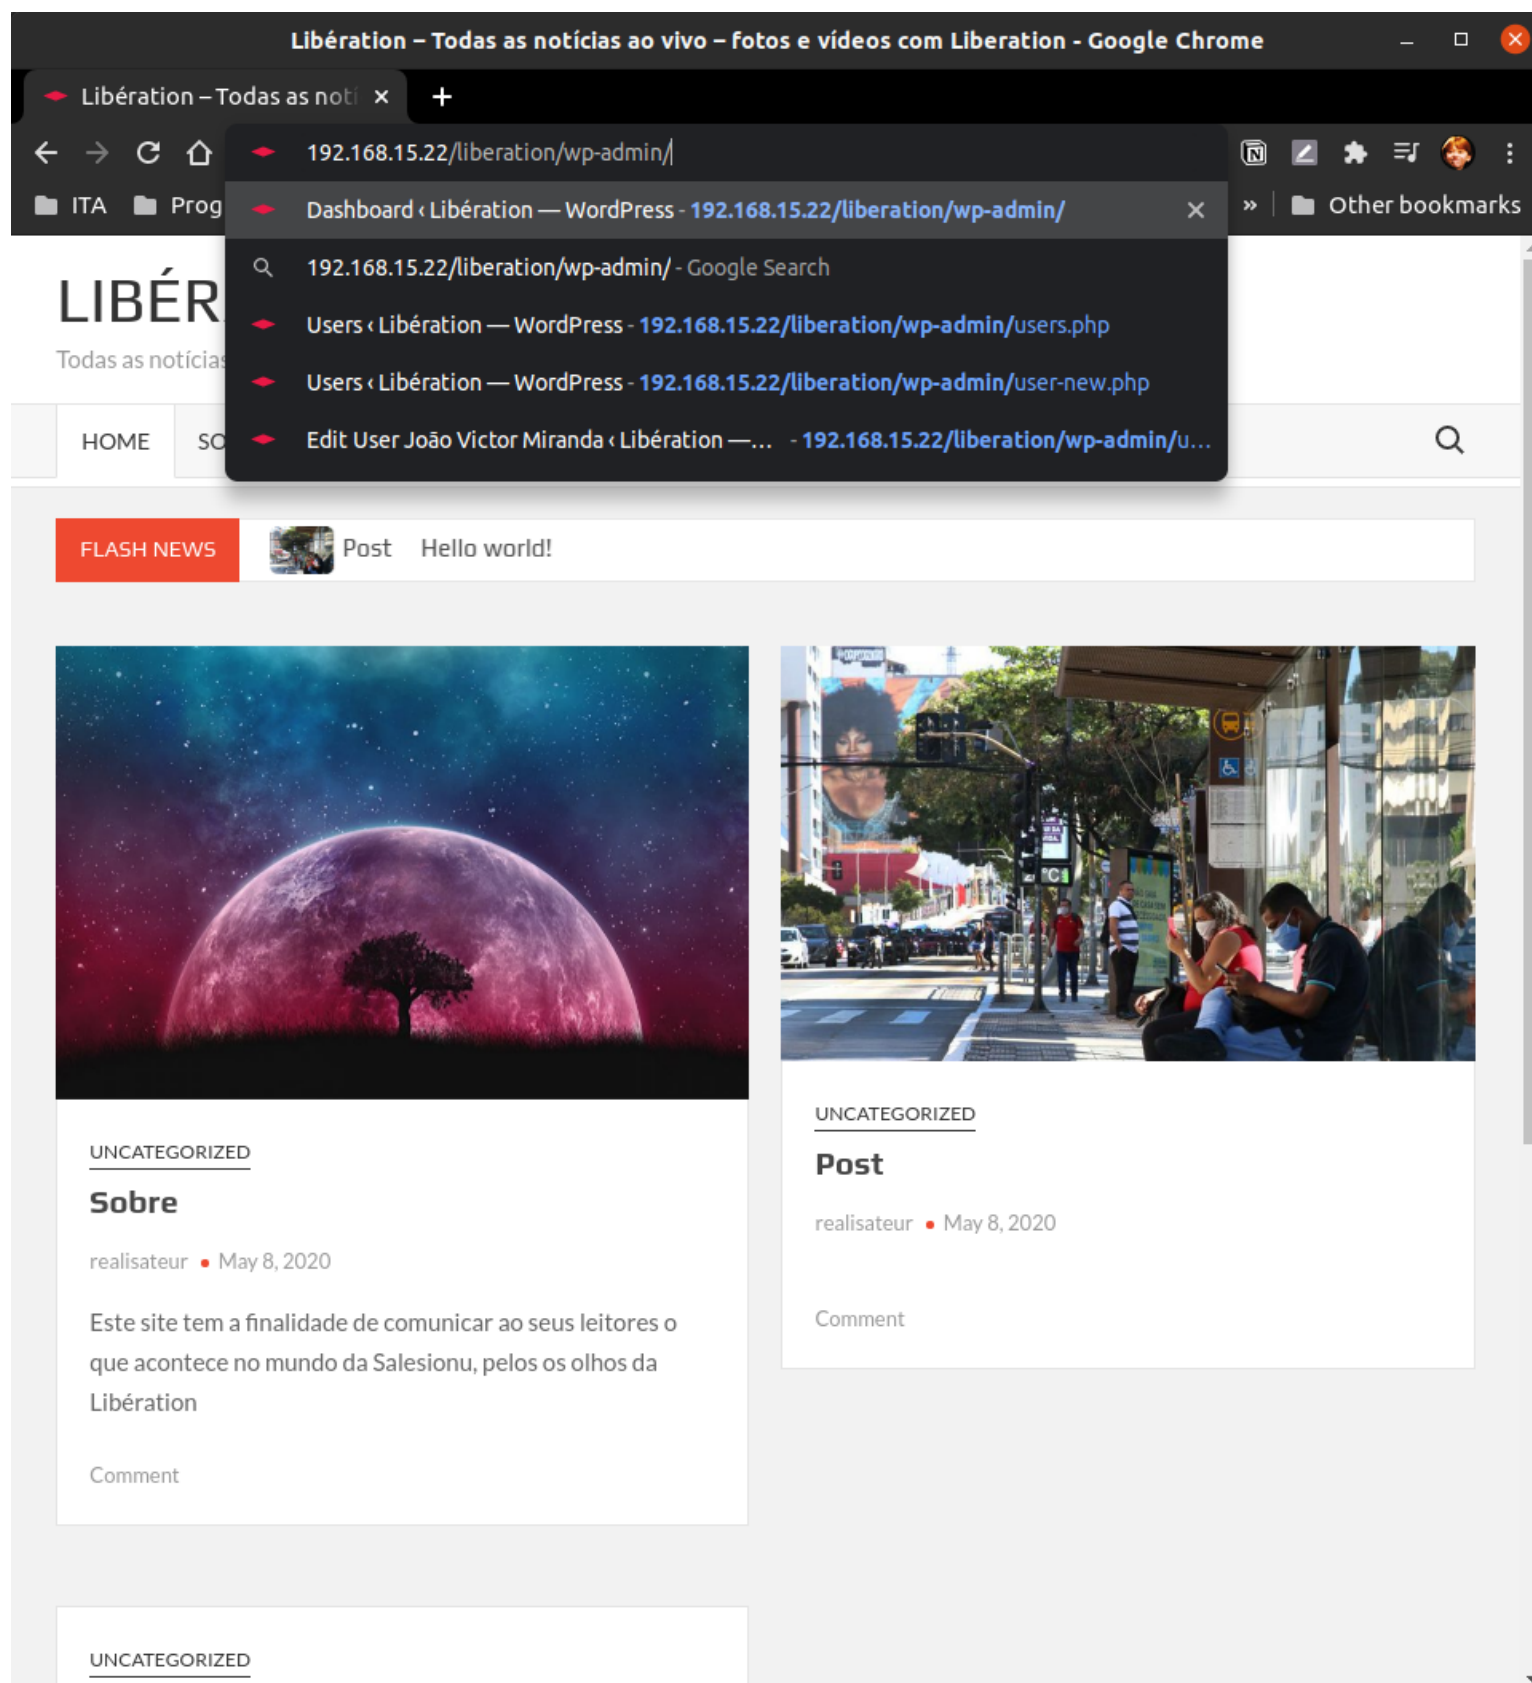 Libération – Todas as notícias ao vivo – fotos e vídeos com Liberation - Google Chrome
Libération – Todas as notí
192.168.15.22/liberation/wp-admin/
ITA Prog
Dashboard ‹ Libération — WordPress - 192.168.15.22/liberation/wp-admin/
» Other bookmarks
192.168.15.22/liberation/wp-admin/ - Google Search
Users ‹ Libération — WordPress - 192.168.15.22/liberation/wp-admin/users.php
Users ‹ Libération — WordPress - 192.168.15.22/liberation/wp-admin/user-new.php
Edit User João Victor Miranda ‹ Libération —... - 192.168.15.22/liberation/wp-admin/u...
LIBÉR
Todas as notícias
HOME SO
FLASH NEWS Post Hello world!
UNCATEGORIZED
Sobre
realisateur • May 8, 2020
Este site tem a finalidade de comunicar ao seus leitores o
que acontece no mundo da Salesionu, pelos os olhos da
Libération
Comment
UNCATEGORIZED
Post
realisateur • May 8, 2020
Comment
UNCATEGORIZED